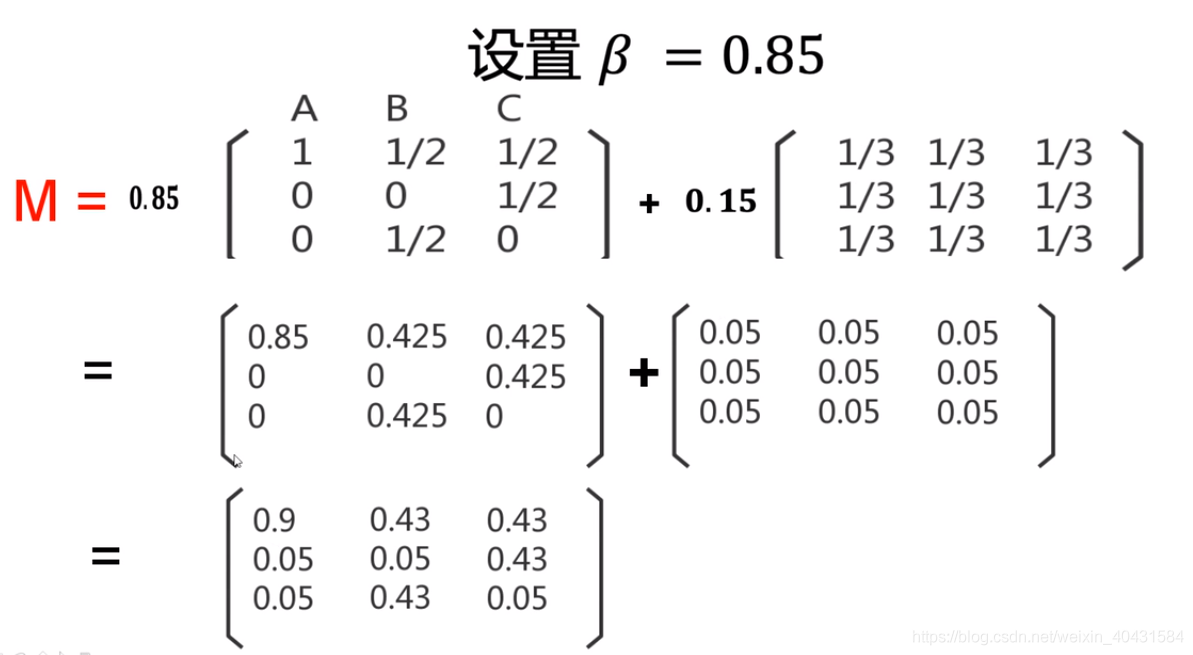 设置 β = 0.85
A B C
1 1/2 1/2 1/3 1/3 1/3
M = 0.85 0 0 1/2 + 0.15 1/3 1/3 1/3
0 1/2 0 1/3 1/3 1/3
0.85 0.425 0.425 0.05 0.05 0.05
= 0 0 0.425 + 0.05 0.05 0.05
0 0.425 0 0.05 0.05 0.05
0.9 0.43 0.43
= 0.05 0.05 0.43
0.05 0.43 0.05
https://blog.csdn.net/weixin_40431584